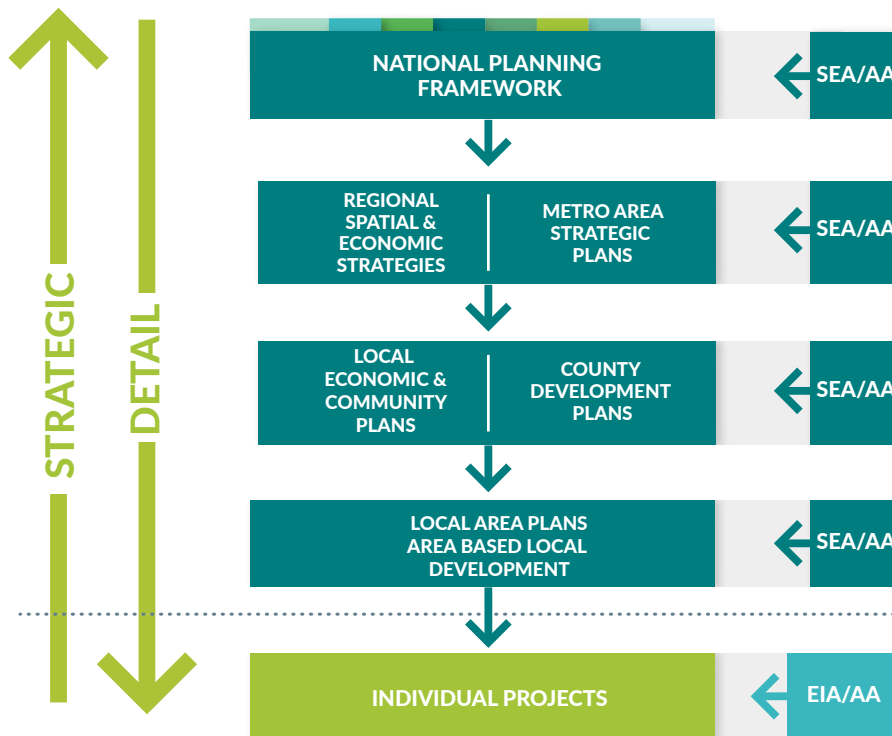 NATIONAL PLANNING
FRAMEWORK
SEA/AA
REGIONAL
SPATIAL &
ECONOMIC
STRATEGIES
METRO AREA
STRATEGIC
PLANS
SEA/AA
STRATEGIC
DETAIL
LOCAL
ECONOMIC &
COMMUNITY
PLANS
COUNTY
DEVELOPMENT
PLANS
SEA/AA
LOCAL AREA PLANS
AREA BASED LOCAL
DEVELOPMENT
SEA/AA
INDIVIDUAL PROJECTS
EIA/AA